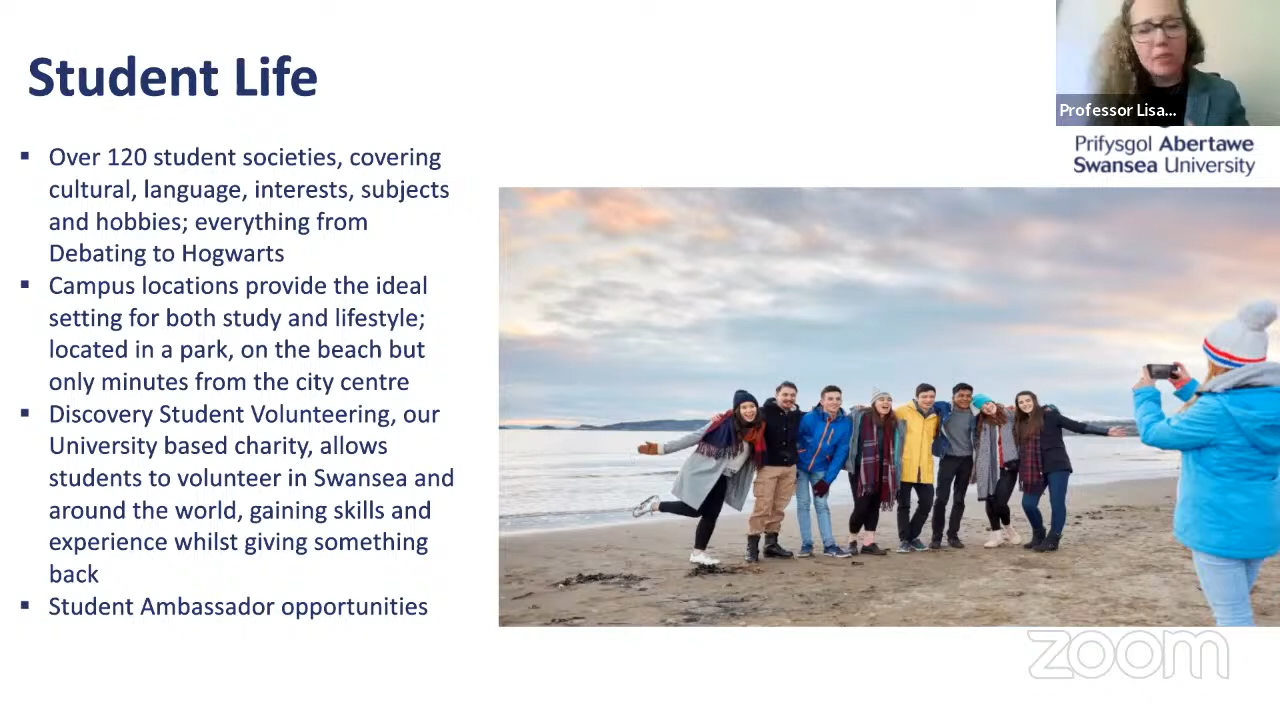 Student Life
Professor Lisa...
Prifysgol Abertawe
Swansea University
▪ Over 120 student societies, covering
cultural, language, interests, subjects
and hobbies; everything from
Debating to Hogwarts
▪ Campus locations provide the ideal
setting for both study and lifestyle;
located in a park, on the beach but
only minutes from the city centre
▪ Discovery Student Volunteering, our
University based charity, allows
students to volunteer in Swansea and
around the world, gaining skills and
experience whilst giving something
back
▪ Student Ambassador opportunities
zoom